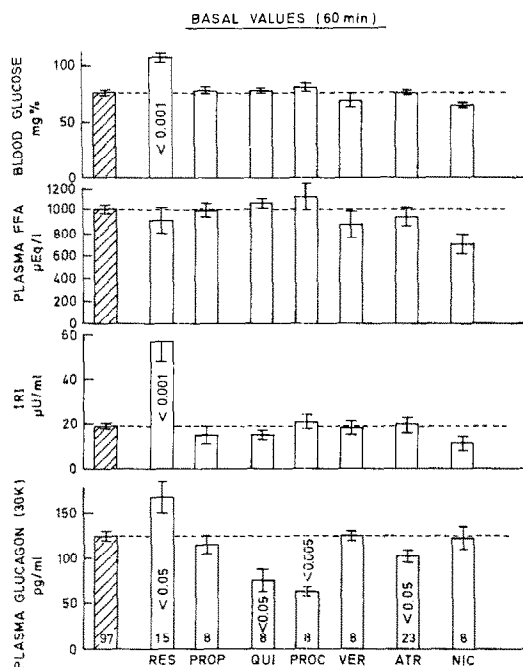 BASAL VALUES (60 min)
BLOOD GLUCOSE
mg %
100
50
0
< 0.001
PLASMA FFA
µEq/l
1200
1000
800
600
400
200
0
IRI
µU/ml
60
40
20
0
< 0.001
PLASMA GLUCAGON (30K)
pg/ml
150
100
50
0
< 0.05
<0.05
<0.005
<0.05
97 15 8 8 8 8 23 8
RES PROP QUI PROC VER ATR NIC